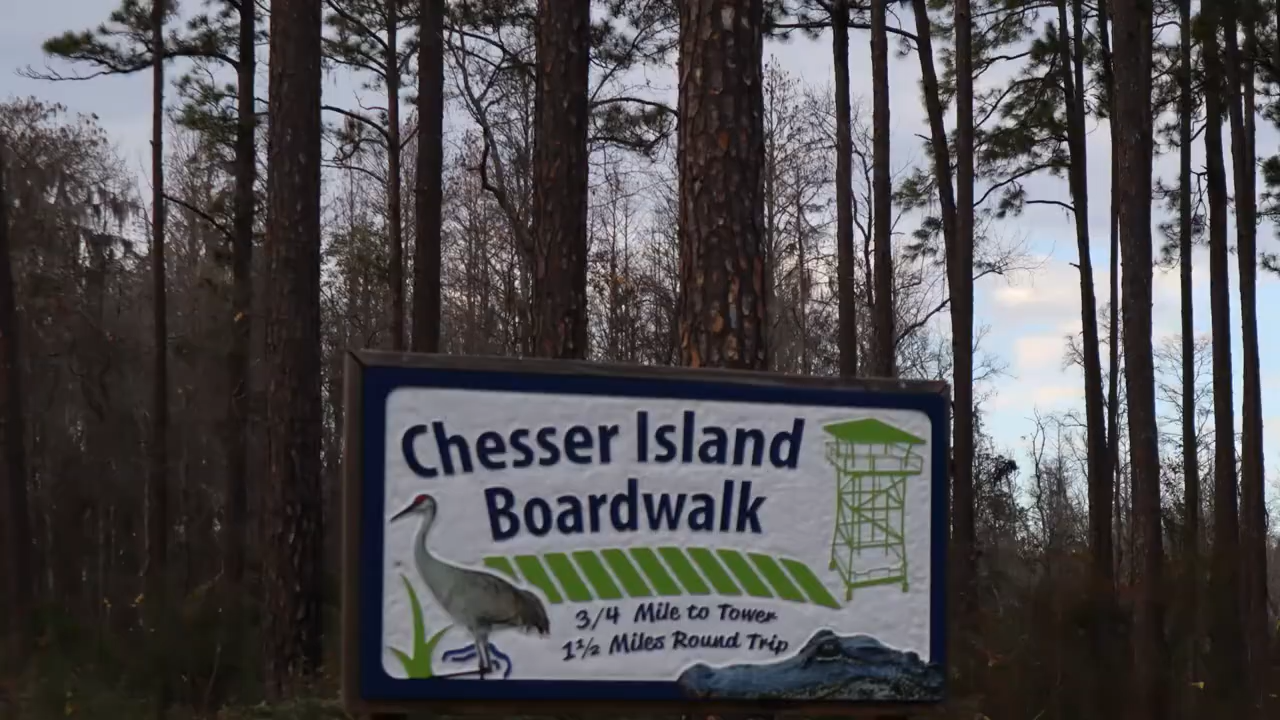 Chesser Island
Boardwalk
3/4 Mile to Tower
1½ Miles Round Trip